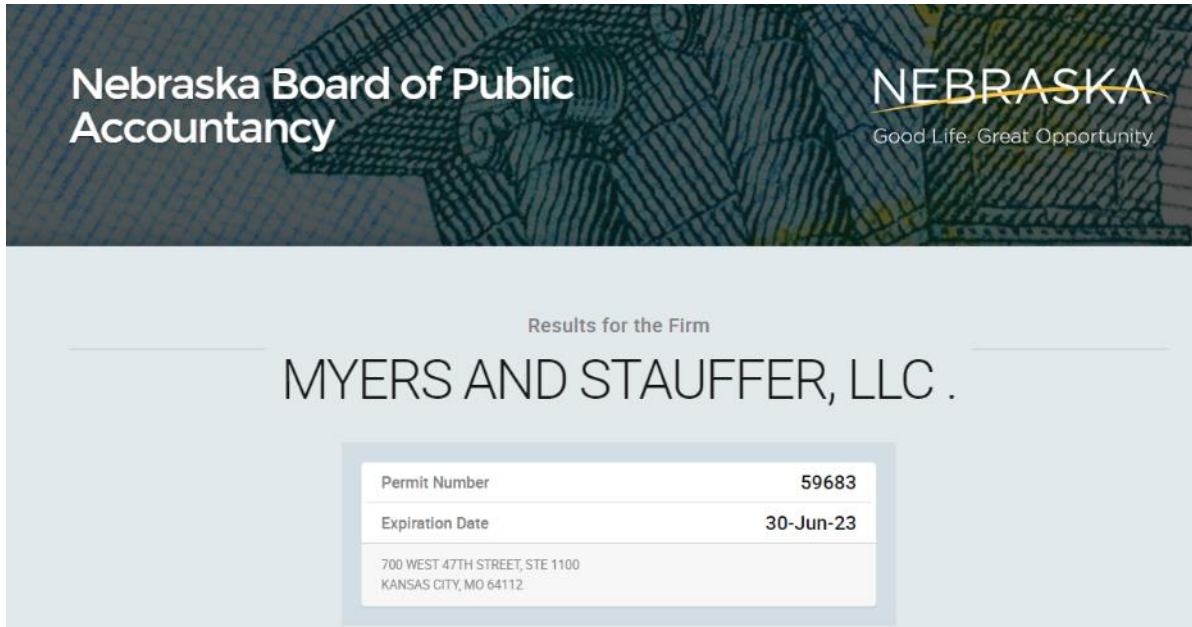 Nebraska Board of Public
Accountancy
NEBRASKA
Good Life. Great Opportunity.
Results for the Firm
MYERS AND STAUFFER, LLC .
Permit Number 59683
Expiration Date 30-Jun-23
700 WEST 47TH STREET, STE 1100
KANSAS CITY, MO 64112